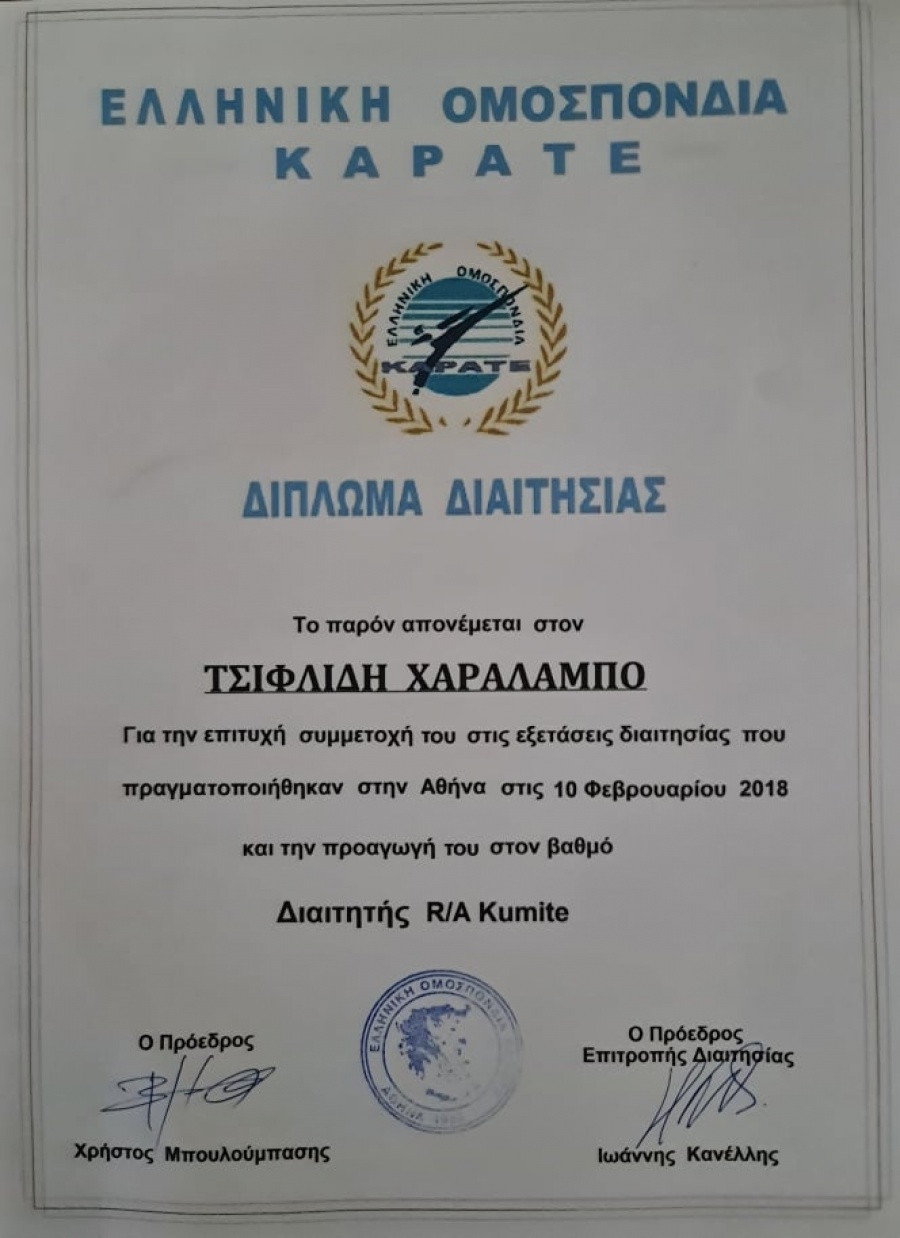 ΕΛΛΗΝΙΚΗ ΟΜΟΣΠΟΝΔΙΑ
ΚΑΡΑΤΕ
ΕΛΛΗΝΙΚΗ ΟΜΟΣΠΟΝΔΙΑ
ΚΑΡΑΤΕ
ΔΙΠΛΩΜΑ ΔΙΑΙΤΗΣΙΑΣ
Το παρόν απονέμεται στον
ΤΣΙΦΛΙΔΗ ΧΑΡΑΛΑΜΠΟ
Για την επιτυχή συμμετοχή του στις εξετάσεις διαιτησίας που
πραγματοποιήθηκαν στην Αθήνα στις 10 Φεβρουαρίου 2018
και την προαγωγή του στον βαθμό
Διαιτητής R/A Kumite
ΕΛΛΗΝΙΚΗ ΟΜΟΣΠΟΝΔΙΑ
ΑΘΗΝΑ
Ο Πρόεδρος
Χρήστος Μπουλούμπασης
Ο Πρόεδρος
Επιτροπής Διαιτησίας
Ιωάννης Κανέλλης